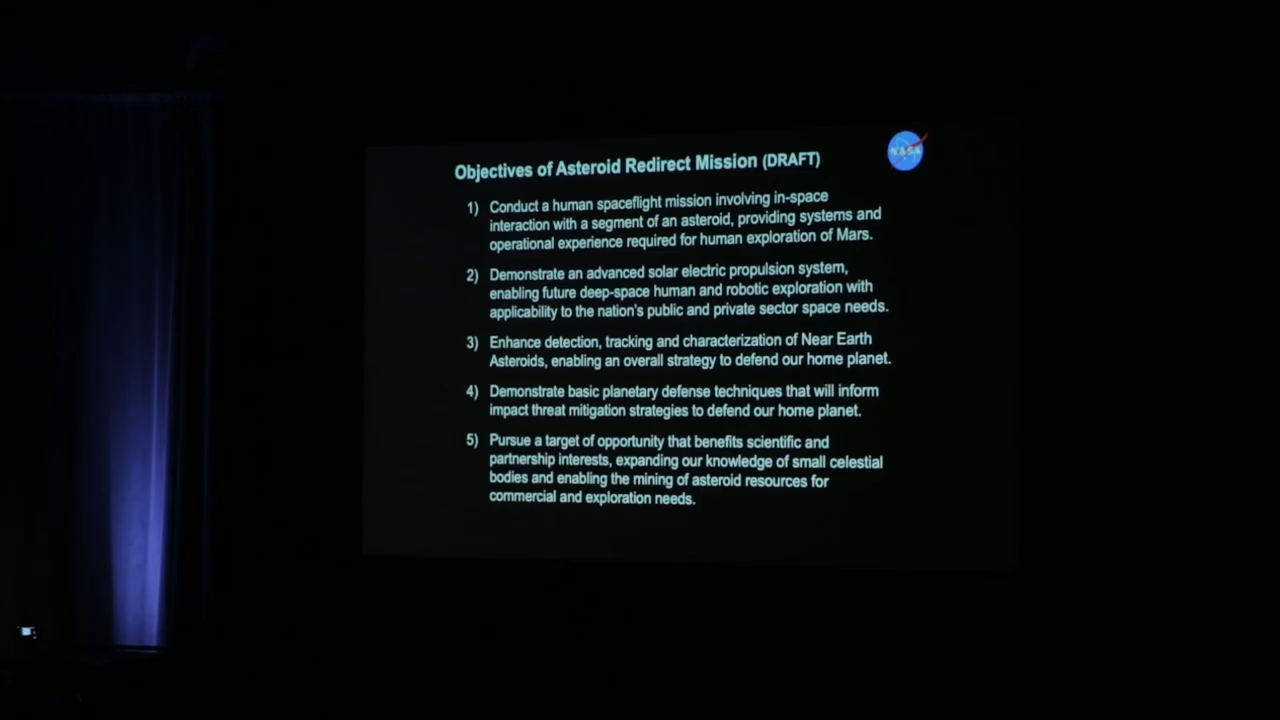 Objectives of Asteroid Redirect Mission (DRAFT)
NASA
1) Conduct a human spaceflight mission involving in-space
interaction with a segment of an asteroid, providing systems and
operational experience required for human exploration of Mars.
2) Demonstrate an advanced solar electric propulsion system,
enabling future deep-space human and robotic exploration with
applicability to the nation's public and private sector space needs.
3) Enhance detection, tracking and characterization of Near Earth
Asteroids, enabling an overall strategy to defend our home planet.
4) Demonstrate basic planetary defense techniques that will inform
impact threat mitigation strategies to defend our home planet.
5) Pursue a target of opportunity that benefits scientific and
partnership interests, expanding our knowledge of small celestial
bodies and enabling the mining of asteroid resources for
commercial and exploration needs.